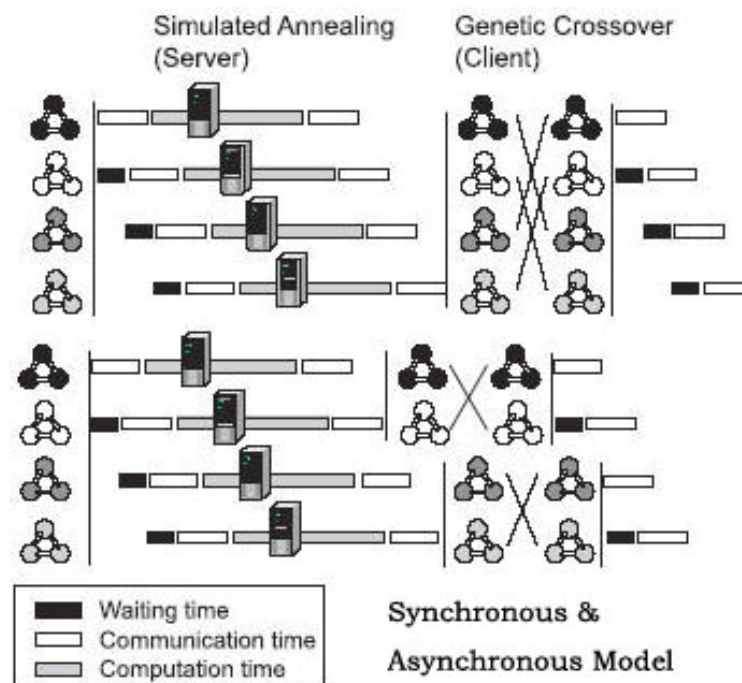 Simulated Annealing
(Server)
Genetic Crossover
(Client)
Waiting time
Communication time
Computation time
Synchronous &
Asynchronous Model